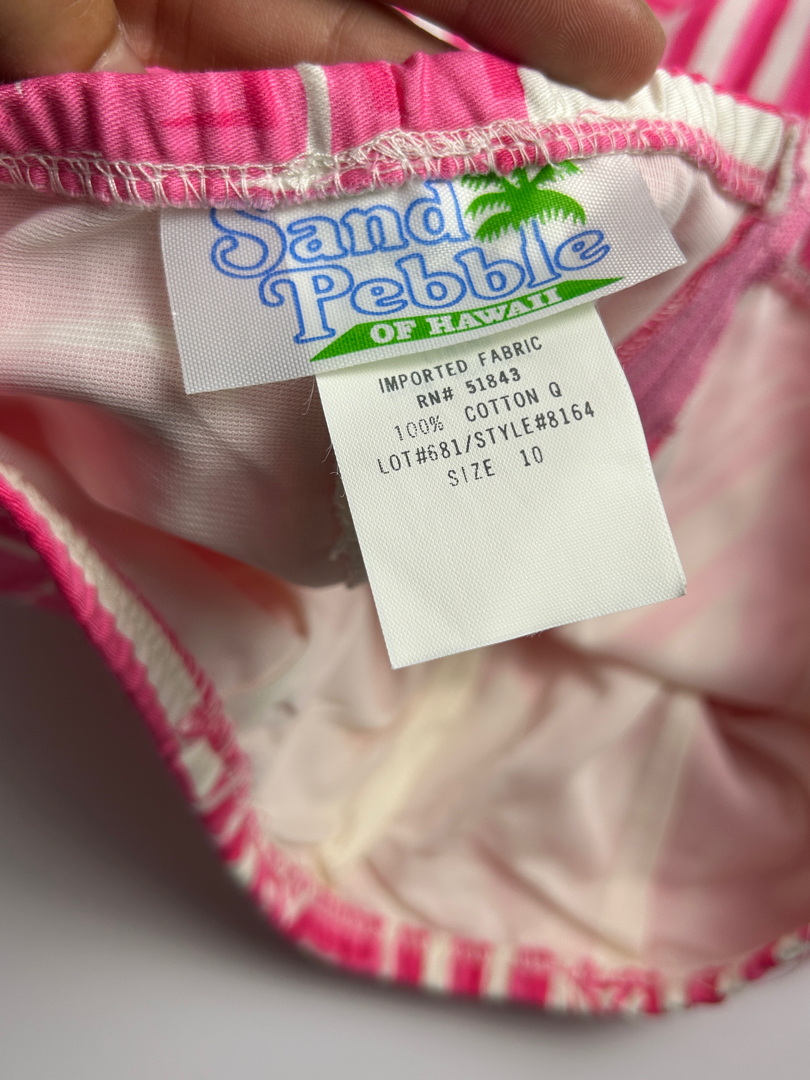 Sand
Pebble
OF HAWAII
IMPORTED FABRIC
RN# 51843
100% COTTON Q
LOT#681/STYLE#8164
SIZE 10